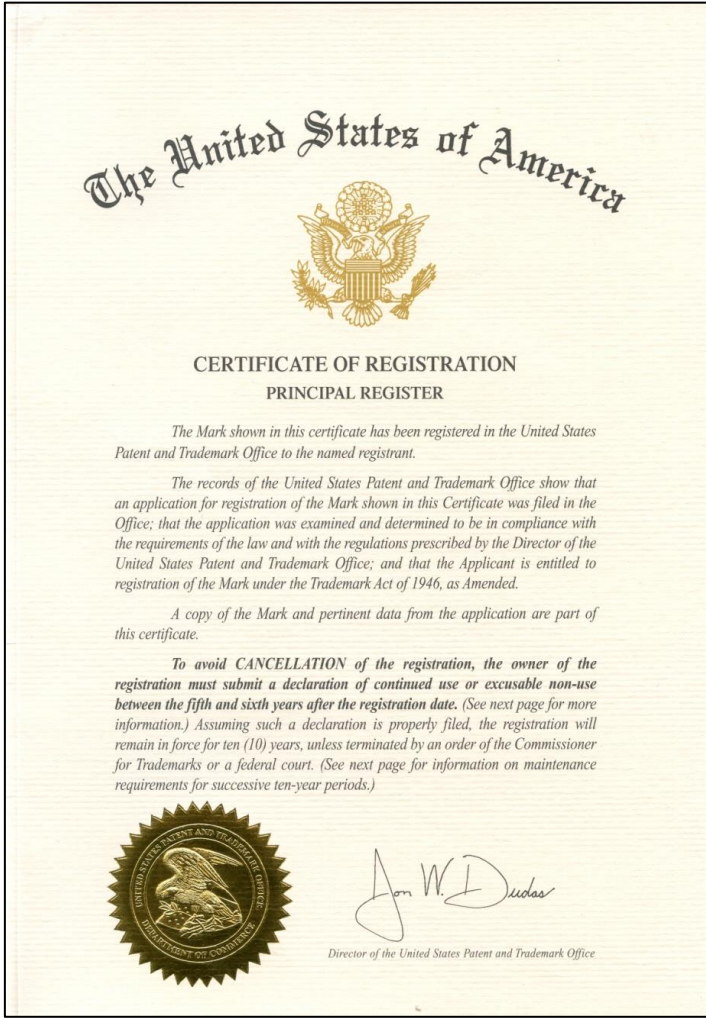 The United States of America
CERTIFICATE OF REGISTRATION
PRINCIPAL REGISTER
The Mark shown in this certificate has been registered in the United States
Patent and Trademark Office to the named registrant.
The records of the United States Patent and Trademark Office show that
an application for registration of the Mark shown in this Certificate was filed in the
Office; that the application was examined and determined to be in compliance with
the requirements of the law and with the regulations prescribed by the Director of the
United States Patent and Trademark Office; and that the Applicant is entitled to
registration of the Mark under the Trademark Act of 1946, as Amended.
A copy of the Mark and pertinent data from the application are part of
this certificate.
To avoid CANCELLATION of the registration, the owner of the
registration must submit a declaration of continued use or excusable non-use
between the fifth and sixth years after the registration date. (See next page for more
information.) Assuming such a declaration is properly filed, the registration will
remain in force for ten (10) years, unless terminated by an order of the Commissioner
for Trademarks or a federal court. (See next page for information on maintenance
requirements for successive ten-year periods.)
UNITED STATES PATENT AND TRADEMARK OFFICE
DEPARTMENT OF COMMERCE
Jon W. Dudas
Director of the United States Patent and Trademark Office